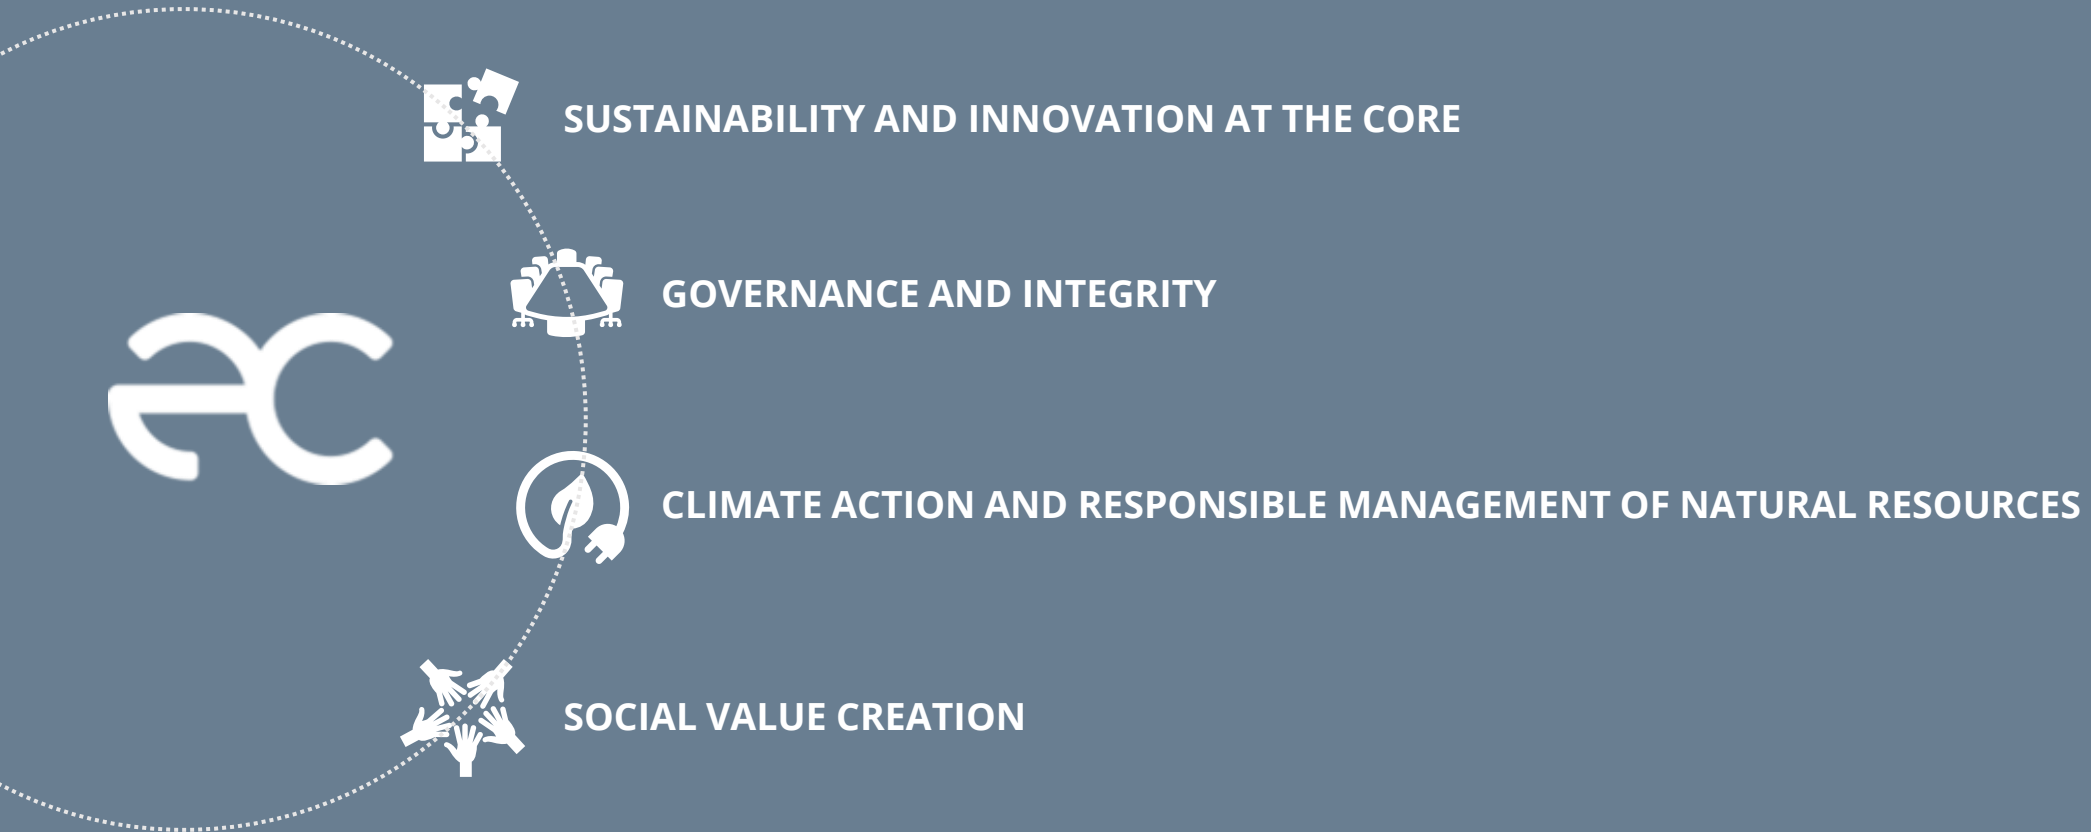 SUSTAINABILITY AND INNOVATION AT THE CORE
GOVERNANCE AND INTEGRITY
ec
CLIMATE ACTION AND RESPONSIBLE MANAGEMENT OF NATURAL RESOURCES
SOCIAL VALUE CREATION